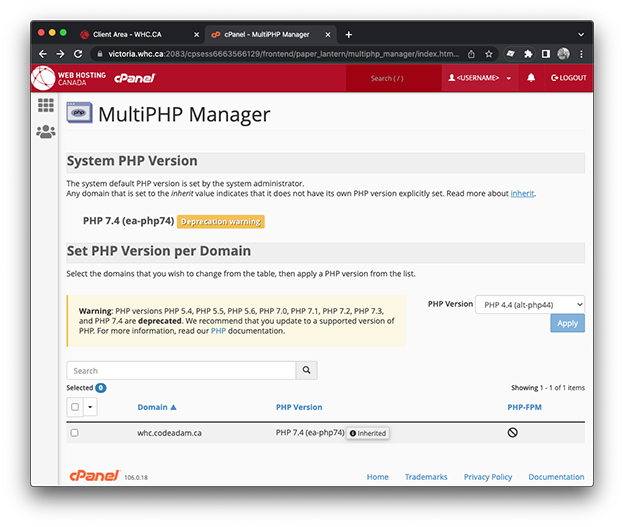 Client Area - WHC.CA
cPanel - MultiPHP Manager
victoria.whc.ca:2083/cpsess6663566129/frontend/paper_lantern/multiphp_manager/index.htm...
WEB HOSTING
CANADA
cPanel
Search ( / )
<USERNAME>
LOGOUT
php
MultiPHP Manager
System PHP Version
The system default PHP version is set by the system administrator.
Any domain that is set to the inherit value indicates that it does not have its own PHP version explicitly set. Read more about inherit.
PHP 7.4 (ea-php74) Deprecation warning
Set PHP Version per Domain
Select the domains that you wish to change from the table, then apply a PHP version from the list.
Warning: PHP versions PHP 5.4, PHP 5.5, PHP 5.6, PHP 7.0, PHP 7.1, PHP 7.2, PHP 7.3,
and PHP 7.4 are deprecated. We recommend that you update to a supported version of
PHP. For more information, read our PHP documentation.
PHP Version
PHP 4.4 (alt-php44)
Apply
Search
Selected 0
Showing 1 - 1 of 1 items
Domain ▲ PHP Version PHP-FPM
whc.codeadam.ca PHP 7.4 (ea-php74) Inherited
cPanel 106.0.18
Home Trademarks Privacy Policy Documentation